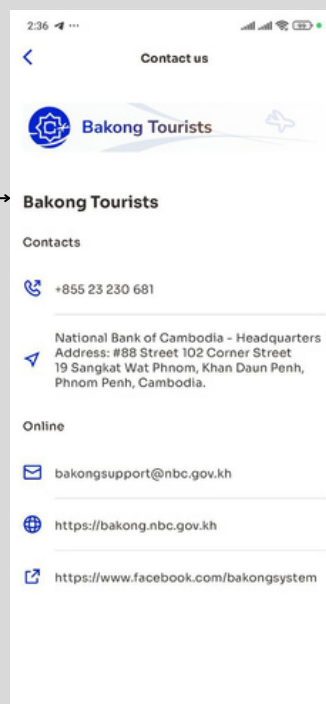 2:36
Contact us
Bakong Tourists
Bakong Tourists
Contacts
+855 23 230 681
National Bank of Cambodia - Headquarters
Address: #88 Street 102 Corner Street
19 Sangkat Wat Phnom, Khan Daun Penh,
Phnom Penh, Cambodia.
Online
bakongsupport@nbc.gov.kh
https://bakong.nbc.gov.kh
https://www.facebook.com/bakongsystem